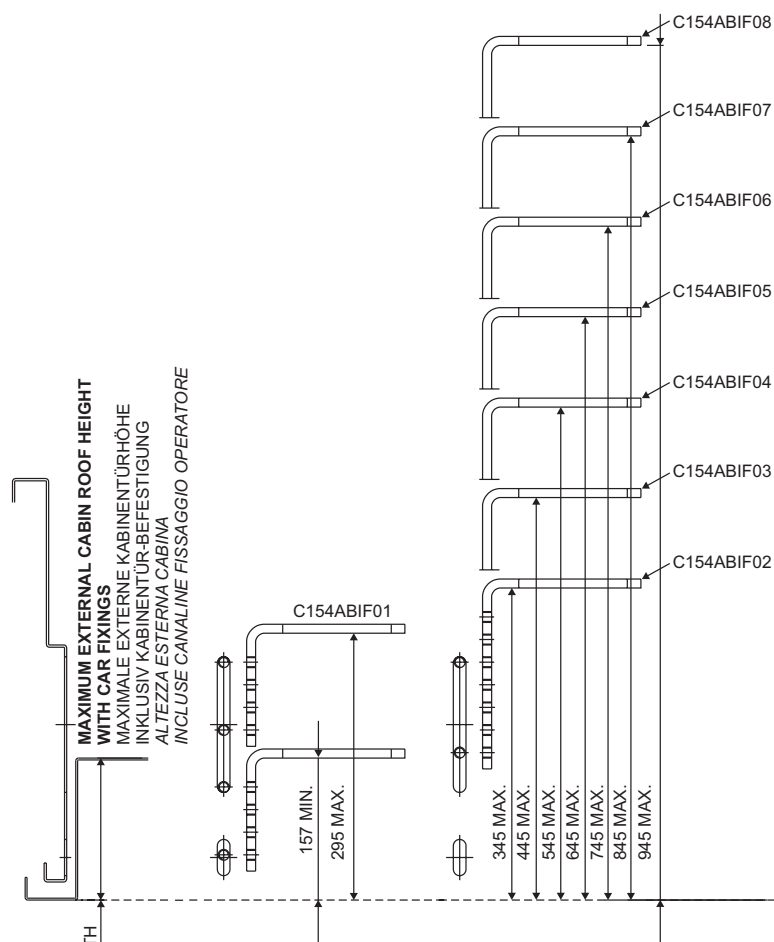 C154ABIF08
C154ABIF07
C154ABIF06
C154ABIF05
C154ABIF04
C154ABIF03
C154ABIF02
MAXIMUM EXTERNAL CABIN ROOF HEIGHT
WITH CAR FIXINGS
MAXIMALE EXTERNE KABINENTÜRHÖHE
INKLUSIV KABINENTÜR-BEFESTIGUNG
ALTEZZA ESTERNA CABINA
INCLUSE CANALINE FISSAGGIO OPERATORE
C154ABIF01
157 MIN.
295 MAX.
345 MAX.
445 MAX.
545 MAX.
645 MAX.
745 MAX.
845 MAX.
945 MAX.
TH